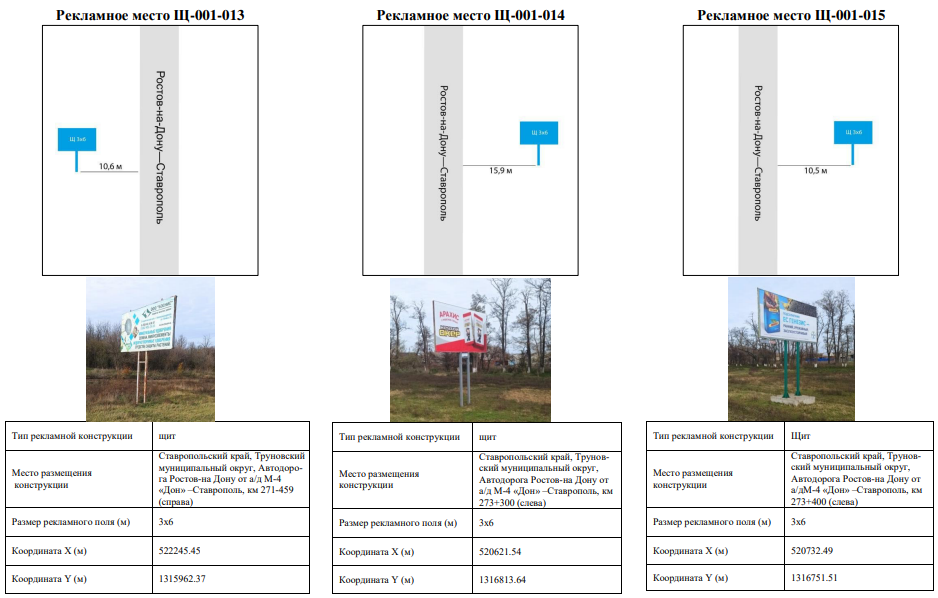 Рекламное место Щ-001-013
Ростов-на-Дону—Ставрополь
Щ 3х6
10,6 м
Тип рекламной конструкции
щит
Место размещения
конструкции
Ставропольский край, Труновский
муниципальный округ, Автодоро-
га Ростов-на Дону от а/д М-4
«Дон» –Ставрополь, км 271-459
(справа)
Размер рекламного поля (м)
3х6
Координата X (м)
522245.45
Координата Y (м)
1315962.37
Рекламное место Щ-001-014
Ростов-на-Дону—Ставрополь
Щ 3х6
15,9 м
АРАХИС
Тип рекламной конструкции
щит
Место размещения
конструкции
Ставропольский край, Трунов-
ский муниципальный округ,
Автодорога Ростов-на Дону от
а/д М-4 «Дон» –Ставрополь, км
273+300 (слева)
Размер рекламного поля (м)
3х6
Координата X (м)
520621.54
Координата Y (м)
1316813.64
Рекламное место Щ-001-015
Ростов-на-Дону—Ставрополь
Щ 3х6
10,5 м
Тип рекламной конструкции
Щит
Место размещения
конструкции
Ставропольский край, Трунов-
ский муниципальный округ,
Автодорога Ростов-на Дону от
а/дМ-4 «Дон» –Ставрополь, км
273+400 (слева)
Размер рекламного поля (м)
3х6
Координата X (м)
520732.49
Координата Y (м)
1316751.51